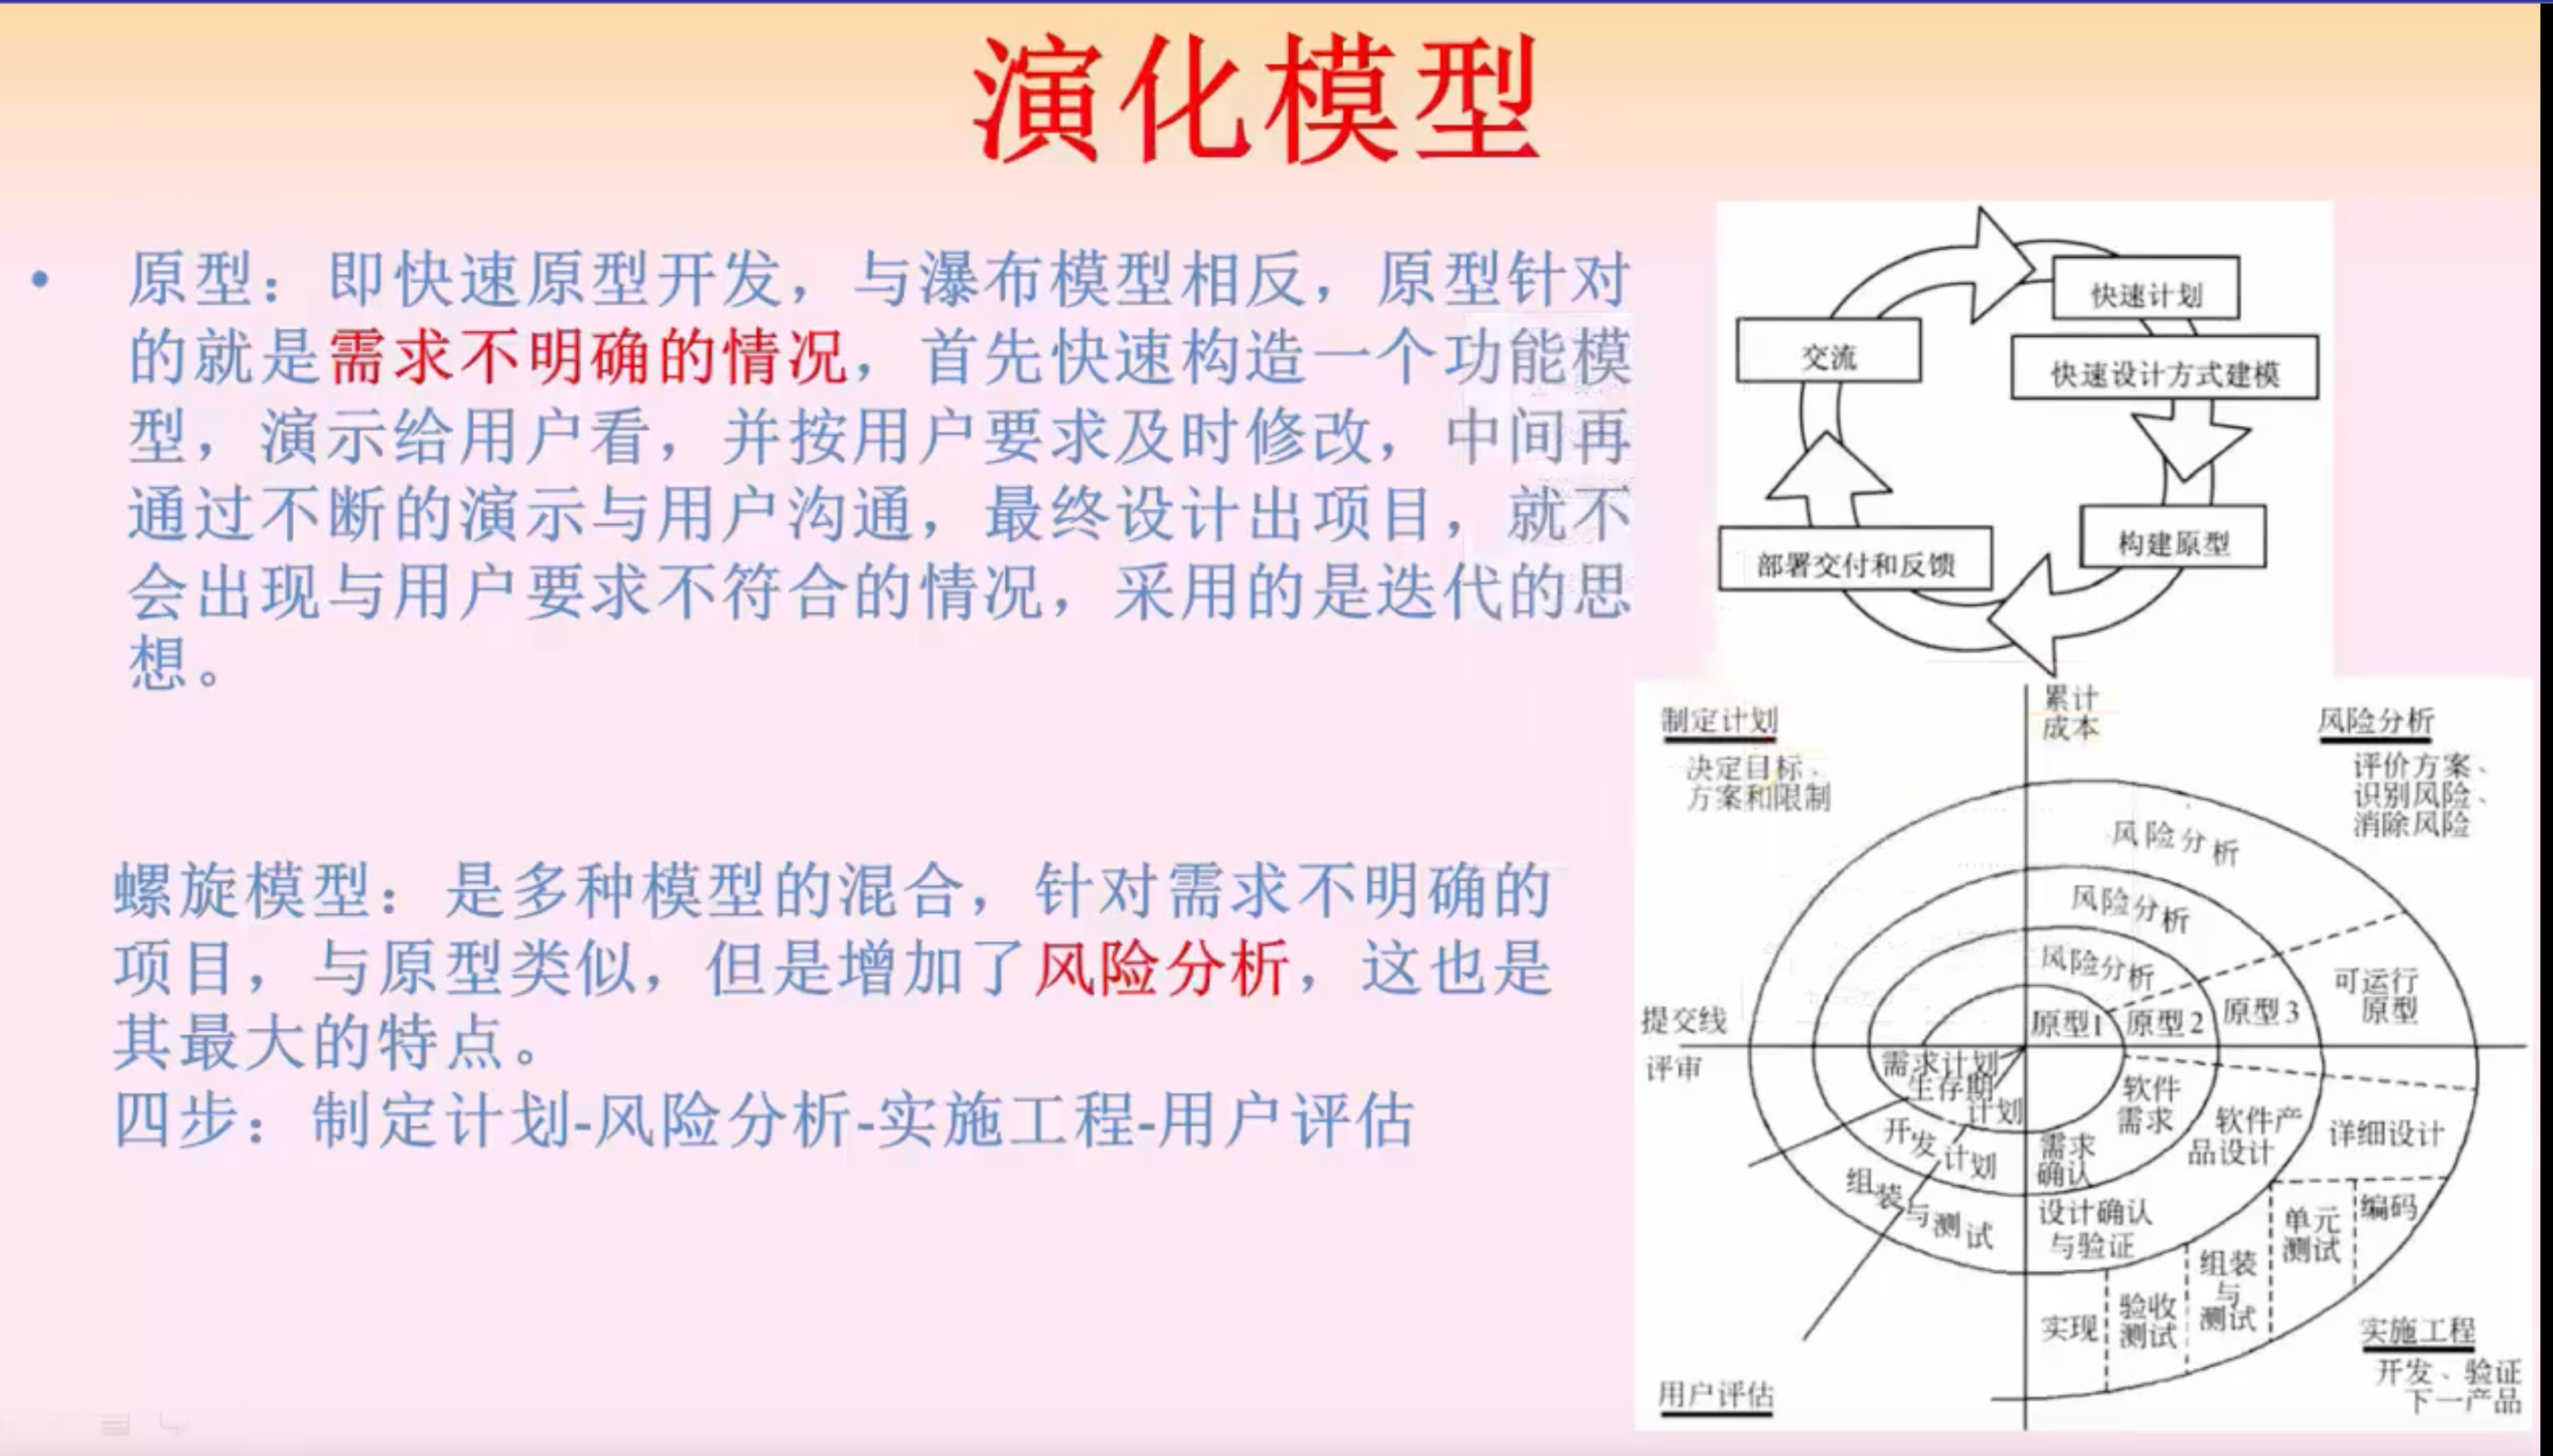 演化模型
• 原型：即快速原型开发，与瀑布模型相反，原型针对
的就是需求不明确的情况，首先快速构造一个功能模
型，演示给用户看，并按用户要求及时修改，中间再
通过不断的演示与用户沟通，最终设计出项目，就不
会出现与用户要求不符合的情况，采用的是迭代的思
想。
螺旋模型：是多种模型的混合，针对需求不明确的
项目，与原型类似，但是增加了风险分析，这也是
其最大的特点。
四步：制定计划-风险分析-实施工程-用户评估
快速计划
交流
快速设计方式建模
构建原型
部署交付和反馈
累计
成本
制定计划
决定目标、
方案和限制
风险分析
评价方案、
识别风险、
消除风险
风险分析
风险分析
风险分析
可运行
原型
原型1
原型2
原型3
提交线
评审
需求计划
生存期
计划
开发计划
组装与测试
软件
需求
需求
确认
软件产
品设计
详细设计
设计确认
与验证
编码
单元
测试
组装
与
测试
验收
测试
实现
实施工程
开发、验证
下一产品
用户评估